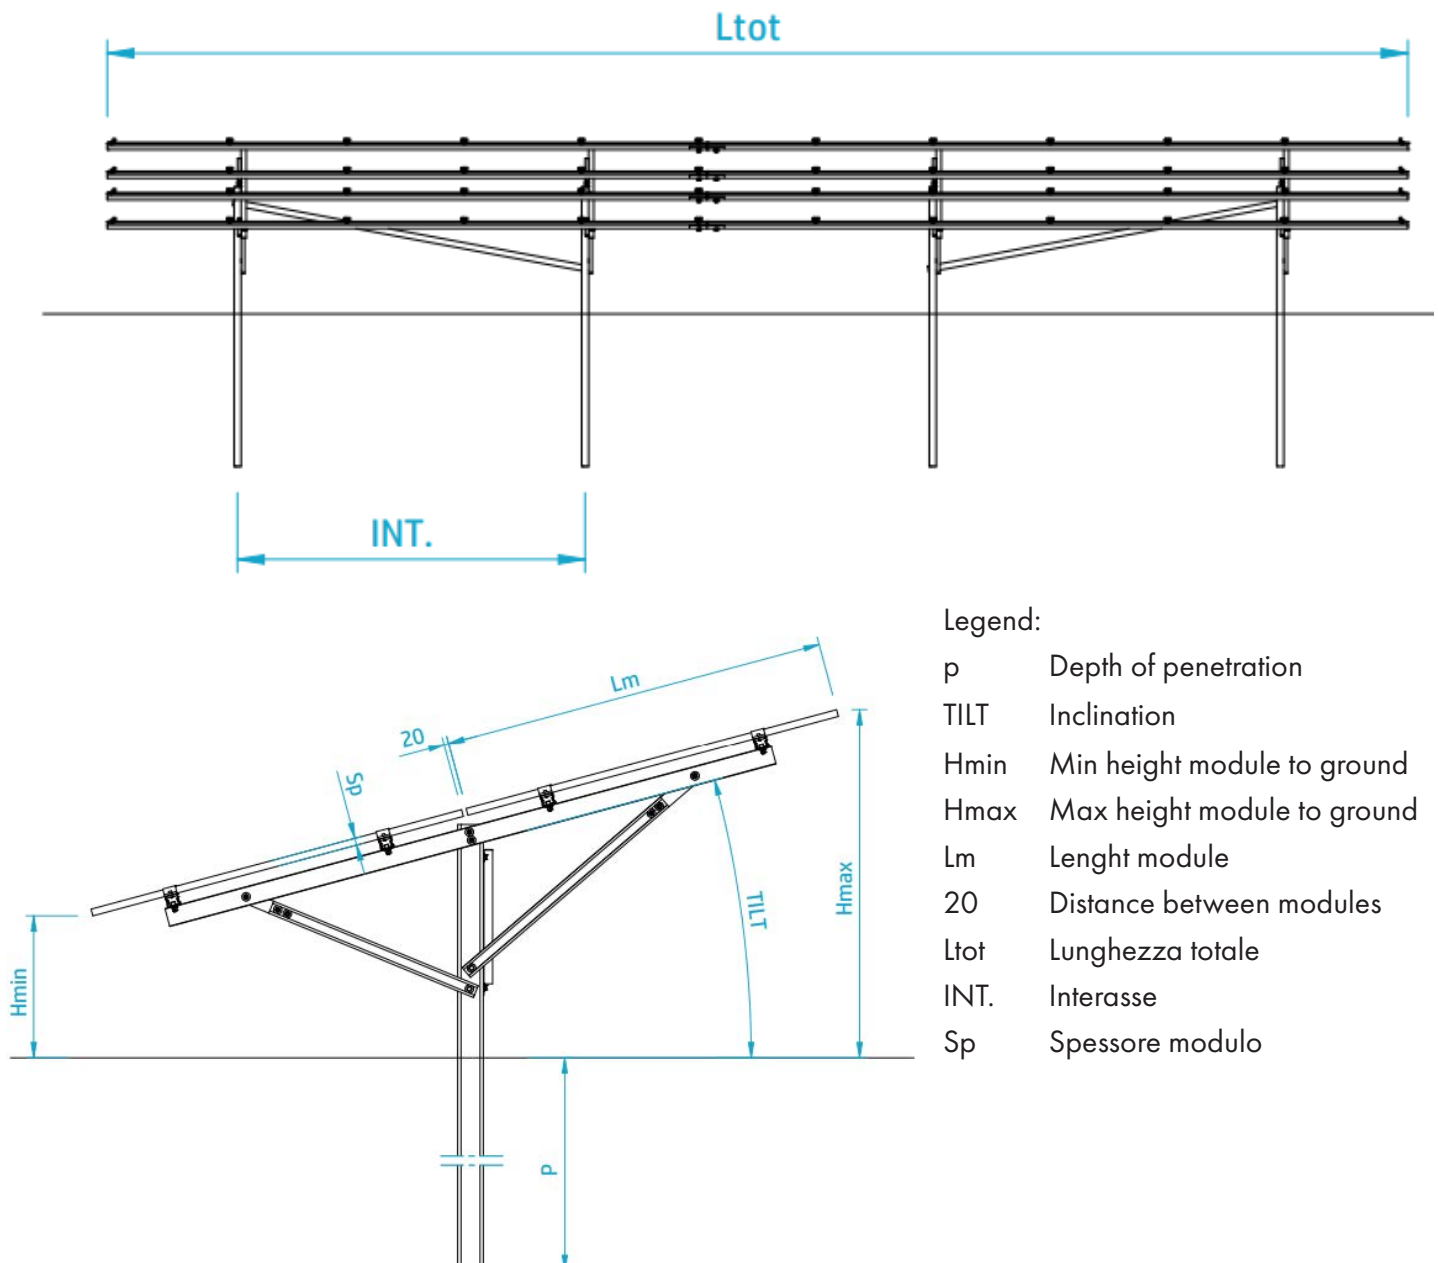 Ltot
INT.
Legend:
p Depth of penetration
TILT Inclination
Hmin Min height module to ground
Hmax Max height module to ground
Lm Lenght module
20 Distance between modules
Ltot Lunghezza totale
INT. Interasse
Sp Spessore modulo
Lm
20
Sp
Hmin
TILT
Hmax
P